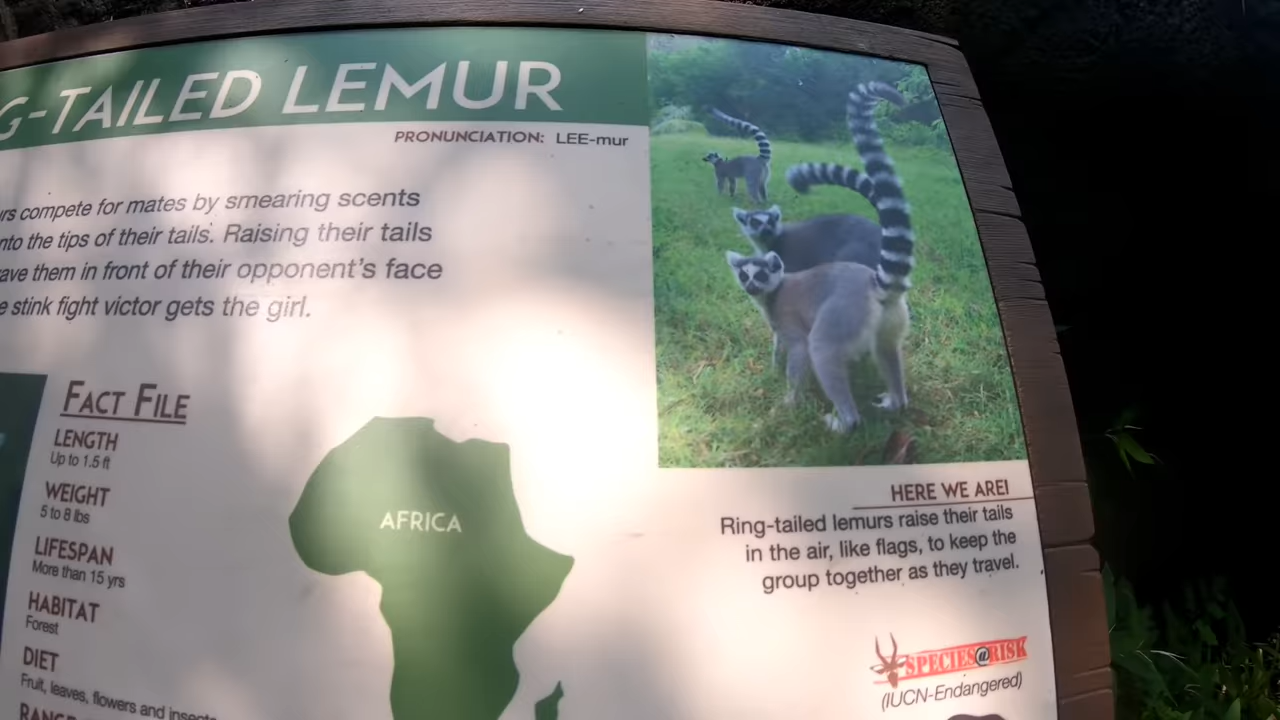 G-TAILED LEMUR
PRONUNCIATION: LEE-mur
compete for mates by smearing scents
the tips of their tails. Raising their tails
them in front of their opponent's face
stink fight victor gets the girl.
FACT FILE
LENGTH
Up to 1.5 ft
WEIGHT
5 to 8 lbs
LIFESPAN
More than 15 yrs
HABITAT
Forest
DIET
Fruit, leaves, flowers and insects
AFRICA
HERE WE ARE!
Ring-tailed lemurs raise their tails
in the air, like flags, to keep the
group together as they travel.
SPECIES@RISK
(IUCN-Endangered)